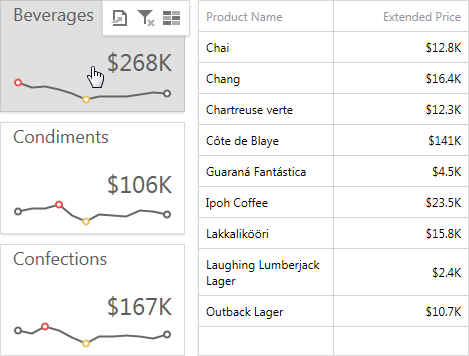 Beverages
$268K
Condiments
$106K
Confections
$167K
Product Name Extended Price
Chai $12.8K
Chang $16.4K
Chartreuse verte $12.3K
Côte de Blaye $141K
Guaraná Fantástica $4.5K
Ipoh Coffee $23.5K
Lakkalikööri $15.8K
Laughing Lumberjack
Lager $2.4K
Outback Lager $10.7K